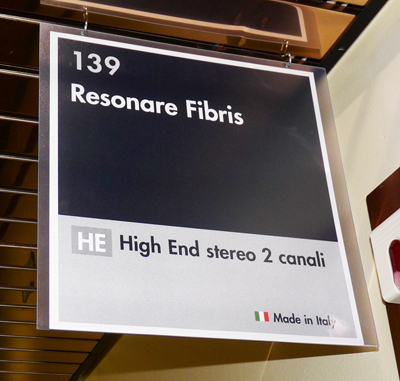 139
Resonare Fibris
HE High End stereo 2 canali
Made in Italy